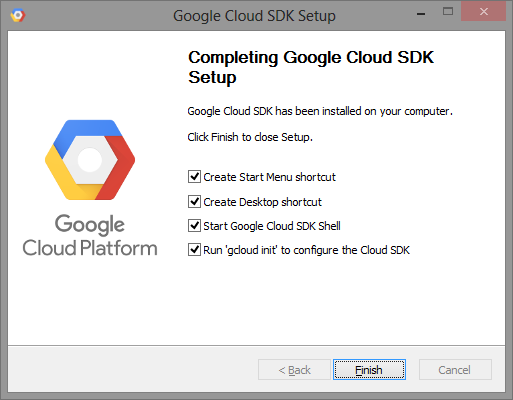 Google Cloud SDK Setup
Completing Google Cloud SDK
Setup
Google Cloud SDK has been installed on your computer.
Click Finish to close Setup.
Create Start Menu shortcut
Create Desktop shortcut
Start Google Cloud SDK Shell
Run 'gcloud init' to configure the Cloud SDK
Google
Cloud Platform
< Back
Finish
Cancel